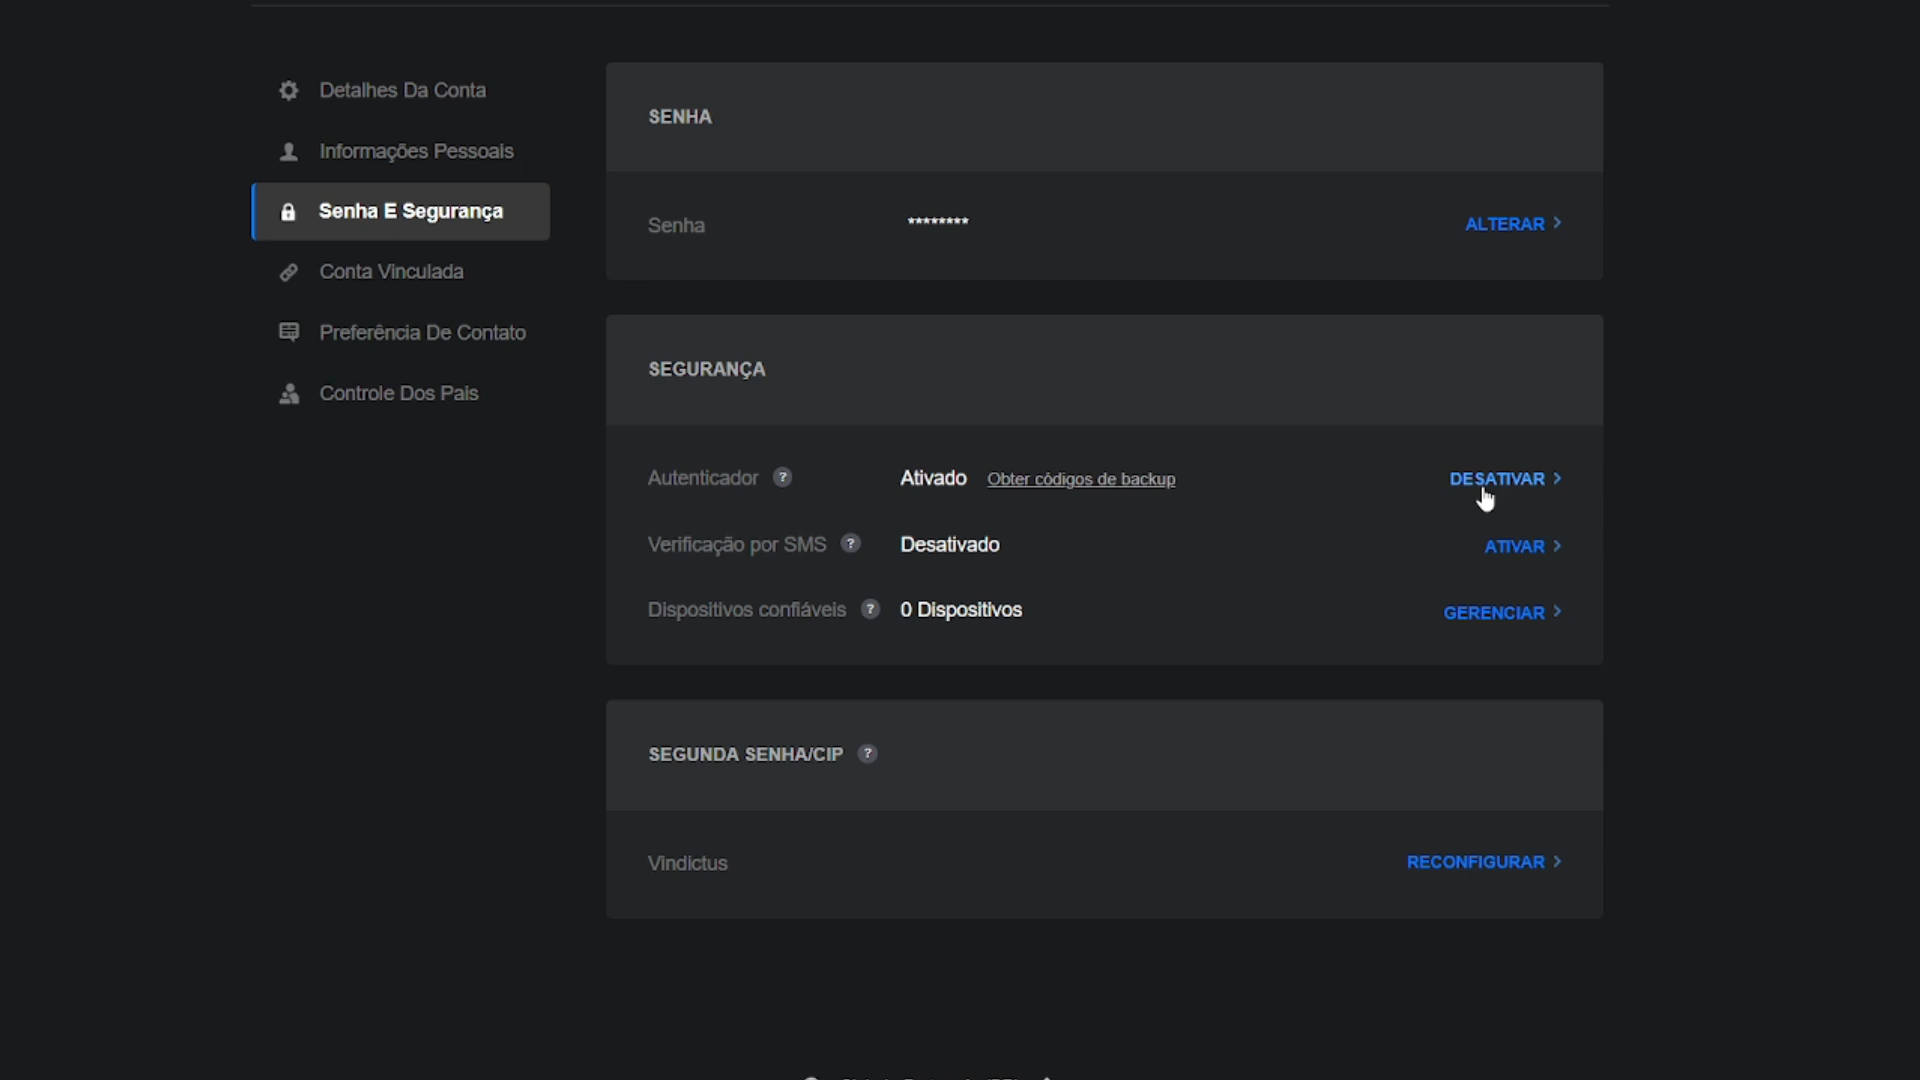 Detalhes Da Conta
Informações Pessoais
Senha E Segurança
Conta Vinculada
Preferência De Contato
Controle Dos Pais
SENHA
Senha ******** ALTERAR >
SEGURANÇA
Autenticador ? Ativado Obter códigos de backup DESATIVAR >
Verificação por SMS ? Desativado ATIVAR >
Dispositivos confiáveis ? 0 Dispositivos GERENCIAR >
SEGUNDA SENHA/CIP ?
Vindictus RECONFIGURAR >